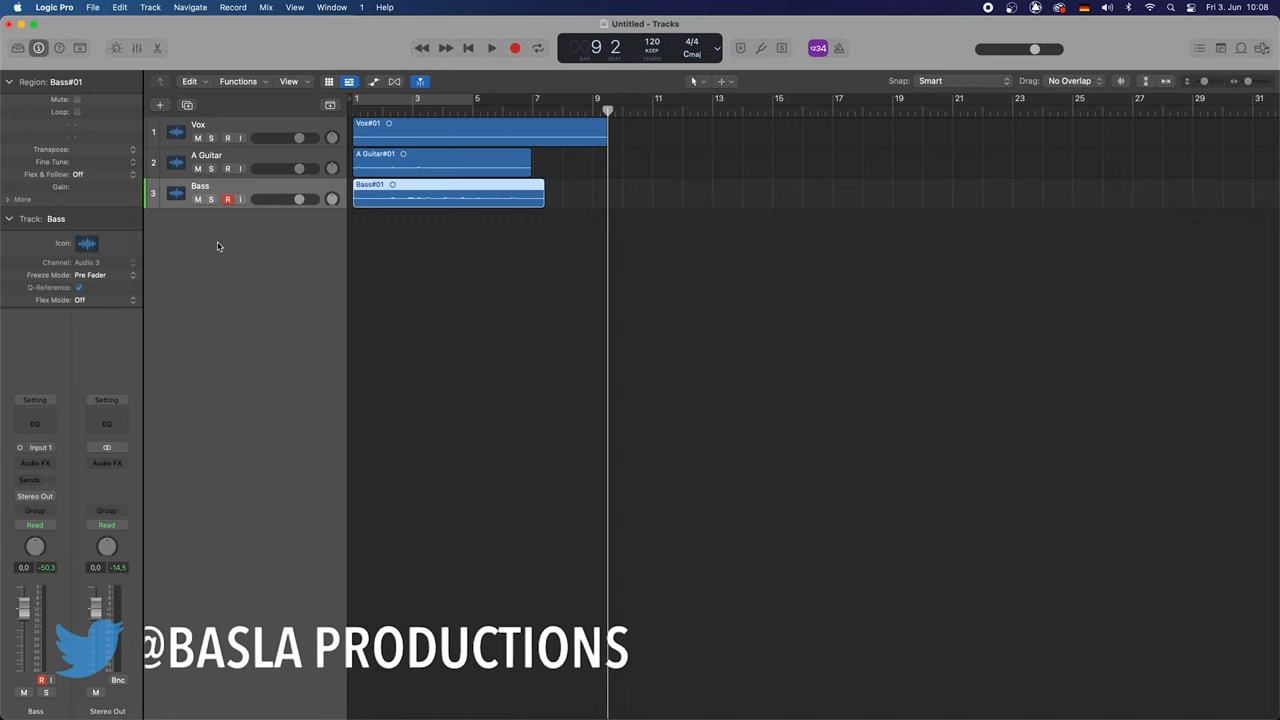 Logic Pro File Edit Track Navigate Record Mix View Window 1 Help Fri 3. Jun 10:08
Untitled - Tracks
009 2 120 4/4
BAR BEAT KEEP TEMPO Cmaj
1234
Region: Bass#01
Mute:
Loop:
Transpose:
Fine Tune:
Flex & Follow: Off
Gain:
More
Track: Bass
Icon:
Channel: Audio 3
Freeze Mode: Pre Fader
Q-Reference:
Flex Mode: Off
Edit Functions View Snap: Smart Drag: No Overlap
1 3 5 7 9 11 13 15 17 19 21 23 25 27 29 31
1 Vox
M S R I
Vox#01
2 A Guitar
M S R I
A Guitar#01
3 Bass
M S R I
Bass#01
Setting Setting
EQ EQ
Input 1
Audio FX Audio FX
Sends
Stereo Out
Group Group
Read Read
0,0 -50,3 0,0 -14,5
R I Bnc
M S M
Bass Stereo Out
@BASLA PRODUCTIONS